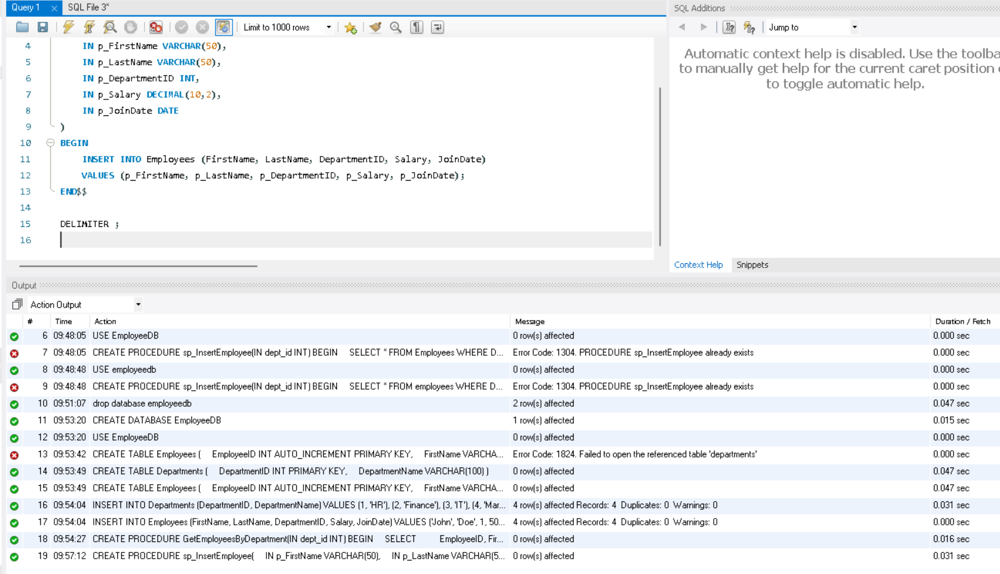 Query 1 × SQL File 3*
Limit to 1000 rows
4 IN p_FirstName VARCHAR(50),
5 IN p_LastName VARCHAR(50),
6 IN p_DepartmentID INT,
7 IN p_Salary DECIMAL(10,2),
8 IN p_JoinDate DATE
9 )
10 BEGIN
11 INSERT INTO Employees (FirstName, LastName, DepartmentID, Salary, JoinDate)
12 VALUES (p_FirstName, p_LastName, p_DepartmentID, p_Salary, p_JoinDate);
13 END$$
14
15 DELIMITER ;
16
SQL Additions
Jump to
Automatic context help is disabled. Use the toolba
to manually get help for the current caret position
to toggle automatic help.
Context Help Snippets
Output
Action Output
# Time Action Message Duration / Fetch
6 09:48:05 USE EmployeeDB 0 row(s) affected 0.000 sec
7 09:48:05 CREATE PROCEDURE sp_InsertEmployee(IN dept_id INT) BEGIN SELECT * FROM Employees WHERE D... Error Code: 1304. PROCEDURE sp_InsertEmployee already exists 0.000 sec
8 09:48:48 USE employeedb 0 row(s) affected 0.000 sec
9 09:48:48 CREATE PROCEDURE sp_InsertEmployee(IN dept_id INT) BEGIN SELECT * FROM employees WHERE D... Error Code: 1304. PROCEDURE sp_InsertEmployee already exists 0.000 sec
10 09:51:07 drop database employeedb 2 row(s) affected 0.047 sec
11 09:53:20 CREATE DATABASE EmployeeDB 1 row(s) affected 0.015 sec
12 09:53:20 USE EmployeeDB 0 row(s) affected 0.000 sec
13 09:53:42 CREATE TABLE Employees ( EmployeeID INT AUTO_INCREMENT PRIMARY KEY, FirstName VARCHA... Error Code: 1824. Failed to open the referenced table 'departments' 0.000 sec
14 09:53:49 CREATE TABLE Departments ( DepartmentID INT PRIMARY KEY, DepartmentName VARCHAR(100) ) 0 row(s) affected 0.047 sec
15 09:53:49 CREATE TABLE Employees ( EmployeeID INT AUTO_INCREMENT PRIMARY KEY, FirstName VARCHA... 0 row(s) affected 0.047 sec
16 09:54:04 INSERT INTO Departments (DepartmentID, DepartmentName) VALUES (1, 'HR'), (2, 'Finance'), (3, 'IT'), (4, 'Mar... 4 row(s) affected Records: 4 Duplicates: 0 Warnings: 0 0.031 sec
17 09:54:04 INSERT INTO Employees (FirstName, LastName, DepartmentID, Salary, JoinDate) VALUES ('John', 'Doe', 1, 50... 4 row(s) affected Records: 4 Duplicates: 0 Warnings: 0 0.000 sec
18 09:54:27 CREATE PROCEDURE GetEmployeesByDepartment(IN dept_id INT) BEGIN SELECT EmployeeID, Fir... 0 row(s) affected 0.016 sec
19 09:57:12 CREATE PROCEDURE sp_InsertEmployee( IN p_FirstName VARCHAR(50), IN p_LastName VARCHAR(5... 0 row(s) affected 0.031 sec